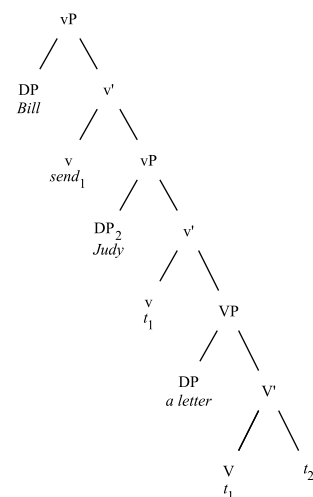 vP
DP v'
Bill
v vP
send1
DP2 v'
Judy
v VP
t1
DP V'
a letter
V t2
t1